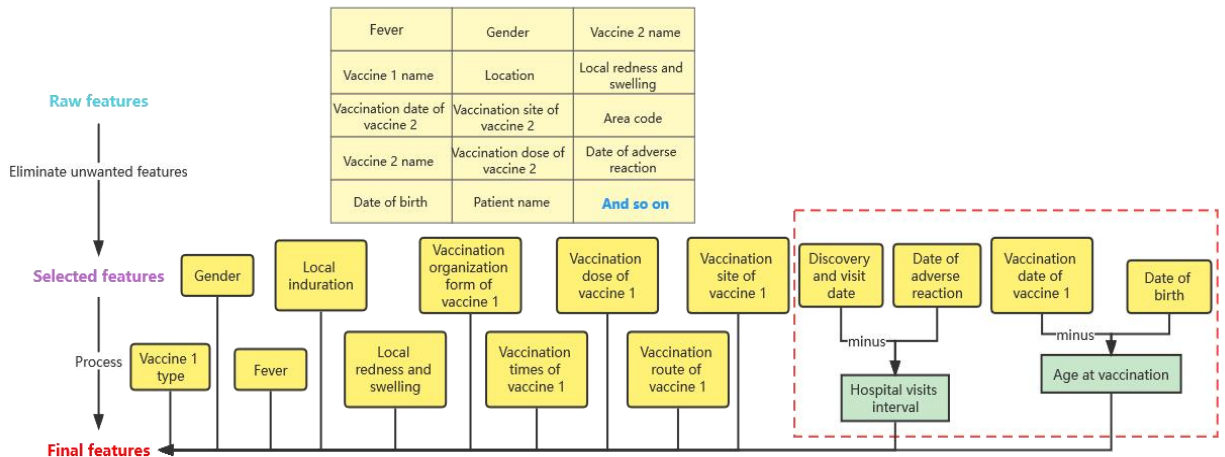 Fever
Gender
Vaccine 2 name
Vaccine 1 name
Location
Local redness and
swelling
Raw features
Vaccination date of
vaccine 2
Vaccination site of
vaccine 2
Area code
Eliminate unwanted features
Vaccine 2 name
Vaccination dose of
vaccine 2
Date of adverse
reaction
Date of birth
Patient name
And so on
Selected features
Gender
Local
induration
Vaccination
organization
form of
vaccine 1
Vaccination
dose of
vaccine 1
Vaccination
site of
vaccine 1
Discovery
and visit
date
Date of
adverse
reaction
Vaccination
date of
vaccine 1
Date of
birth
minus
minus
Process
Vaccine 1
type
Fever
Local
redness and
swelling
Vaccination
times of
vaccine 1
Vaccination
route of
vaccine 1
Hospital visits
interval
Age at vaccination
Final features